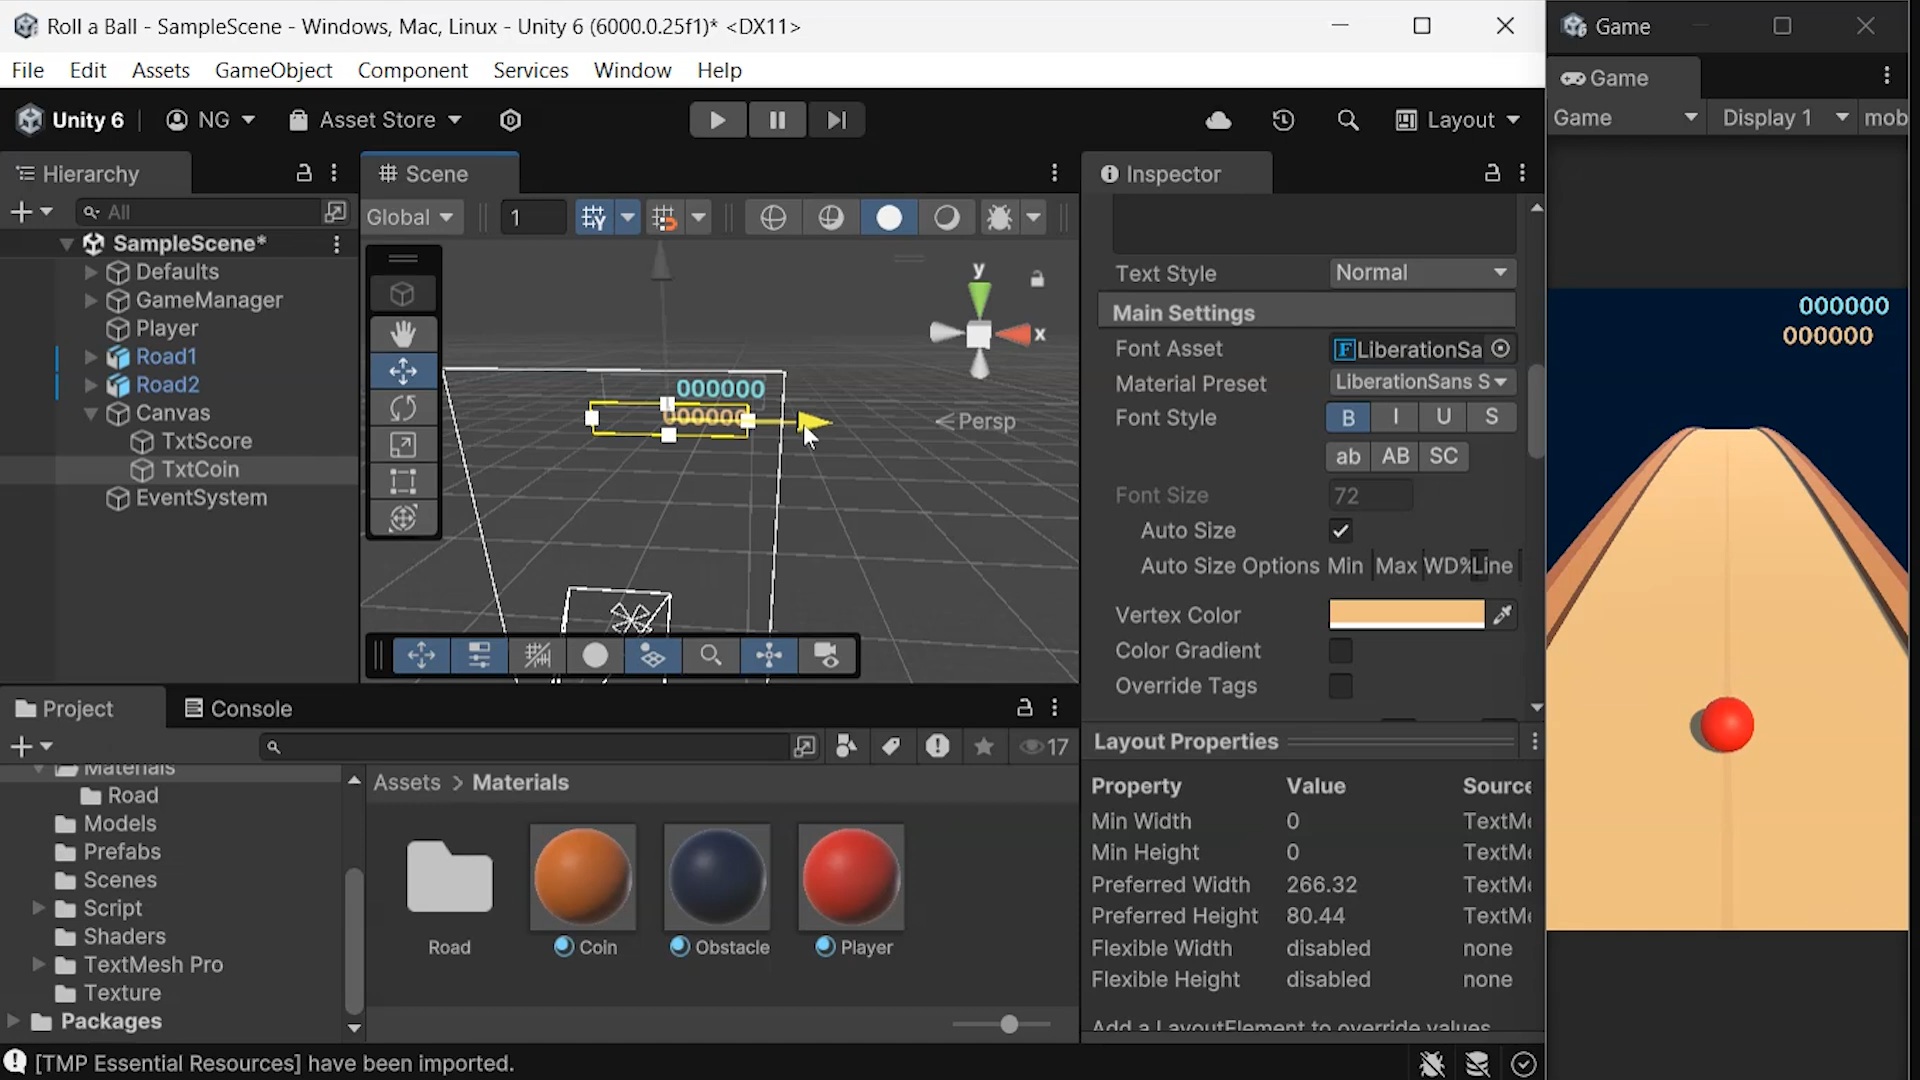 Roll a Ball - SampleScene - Windows, Mac, Linux - Unity 6 (6000.0.25f1)* <DX11>
File Edit Assets GameObject Component Services Window Help
Unity 6 NG Asset Store Layout
Hierarchy
All
SampleScene*
Defaults
GameManager
Player
Road1
Road2
Canvas
TxtScore
TxtCoin
EventSystem
Scene
Global 1
y
x
Persp
000000
000000
Inspector
Text Style Normal
Main Settings
Font Asset F LiberationSa
Material Preset LiberationSans S
Font Style B I U S
ab AB SC
Font Size 72
Auto Size
Auto Size Options Min Max WD% Line
Vertex Color
Color Gradient
Override Tags
Layout Properties
Property Value Source
Min Width 0 TextMe
Min Height 0 TextMe
Preferred Width 266.32 TextMe
Preferred Height 80.44 TextMe
Flexible Width disabled none
Flexible Height disabled none
Add a LayoutElement to override values
Project Console
17
Materials
Road
Models
Prefabs
Scenes
Script
Shaders
TextMesh Pro
Texture
Packages
Assets > Materials
Road Coin Obstacle Player
[TMP Essential Resources] have been imported.
Game
Game
Game Display 1 mob
000000
000000